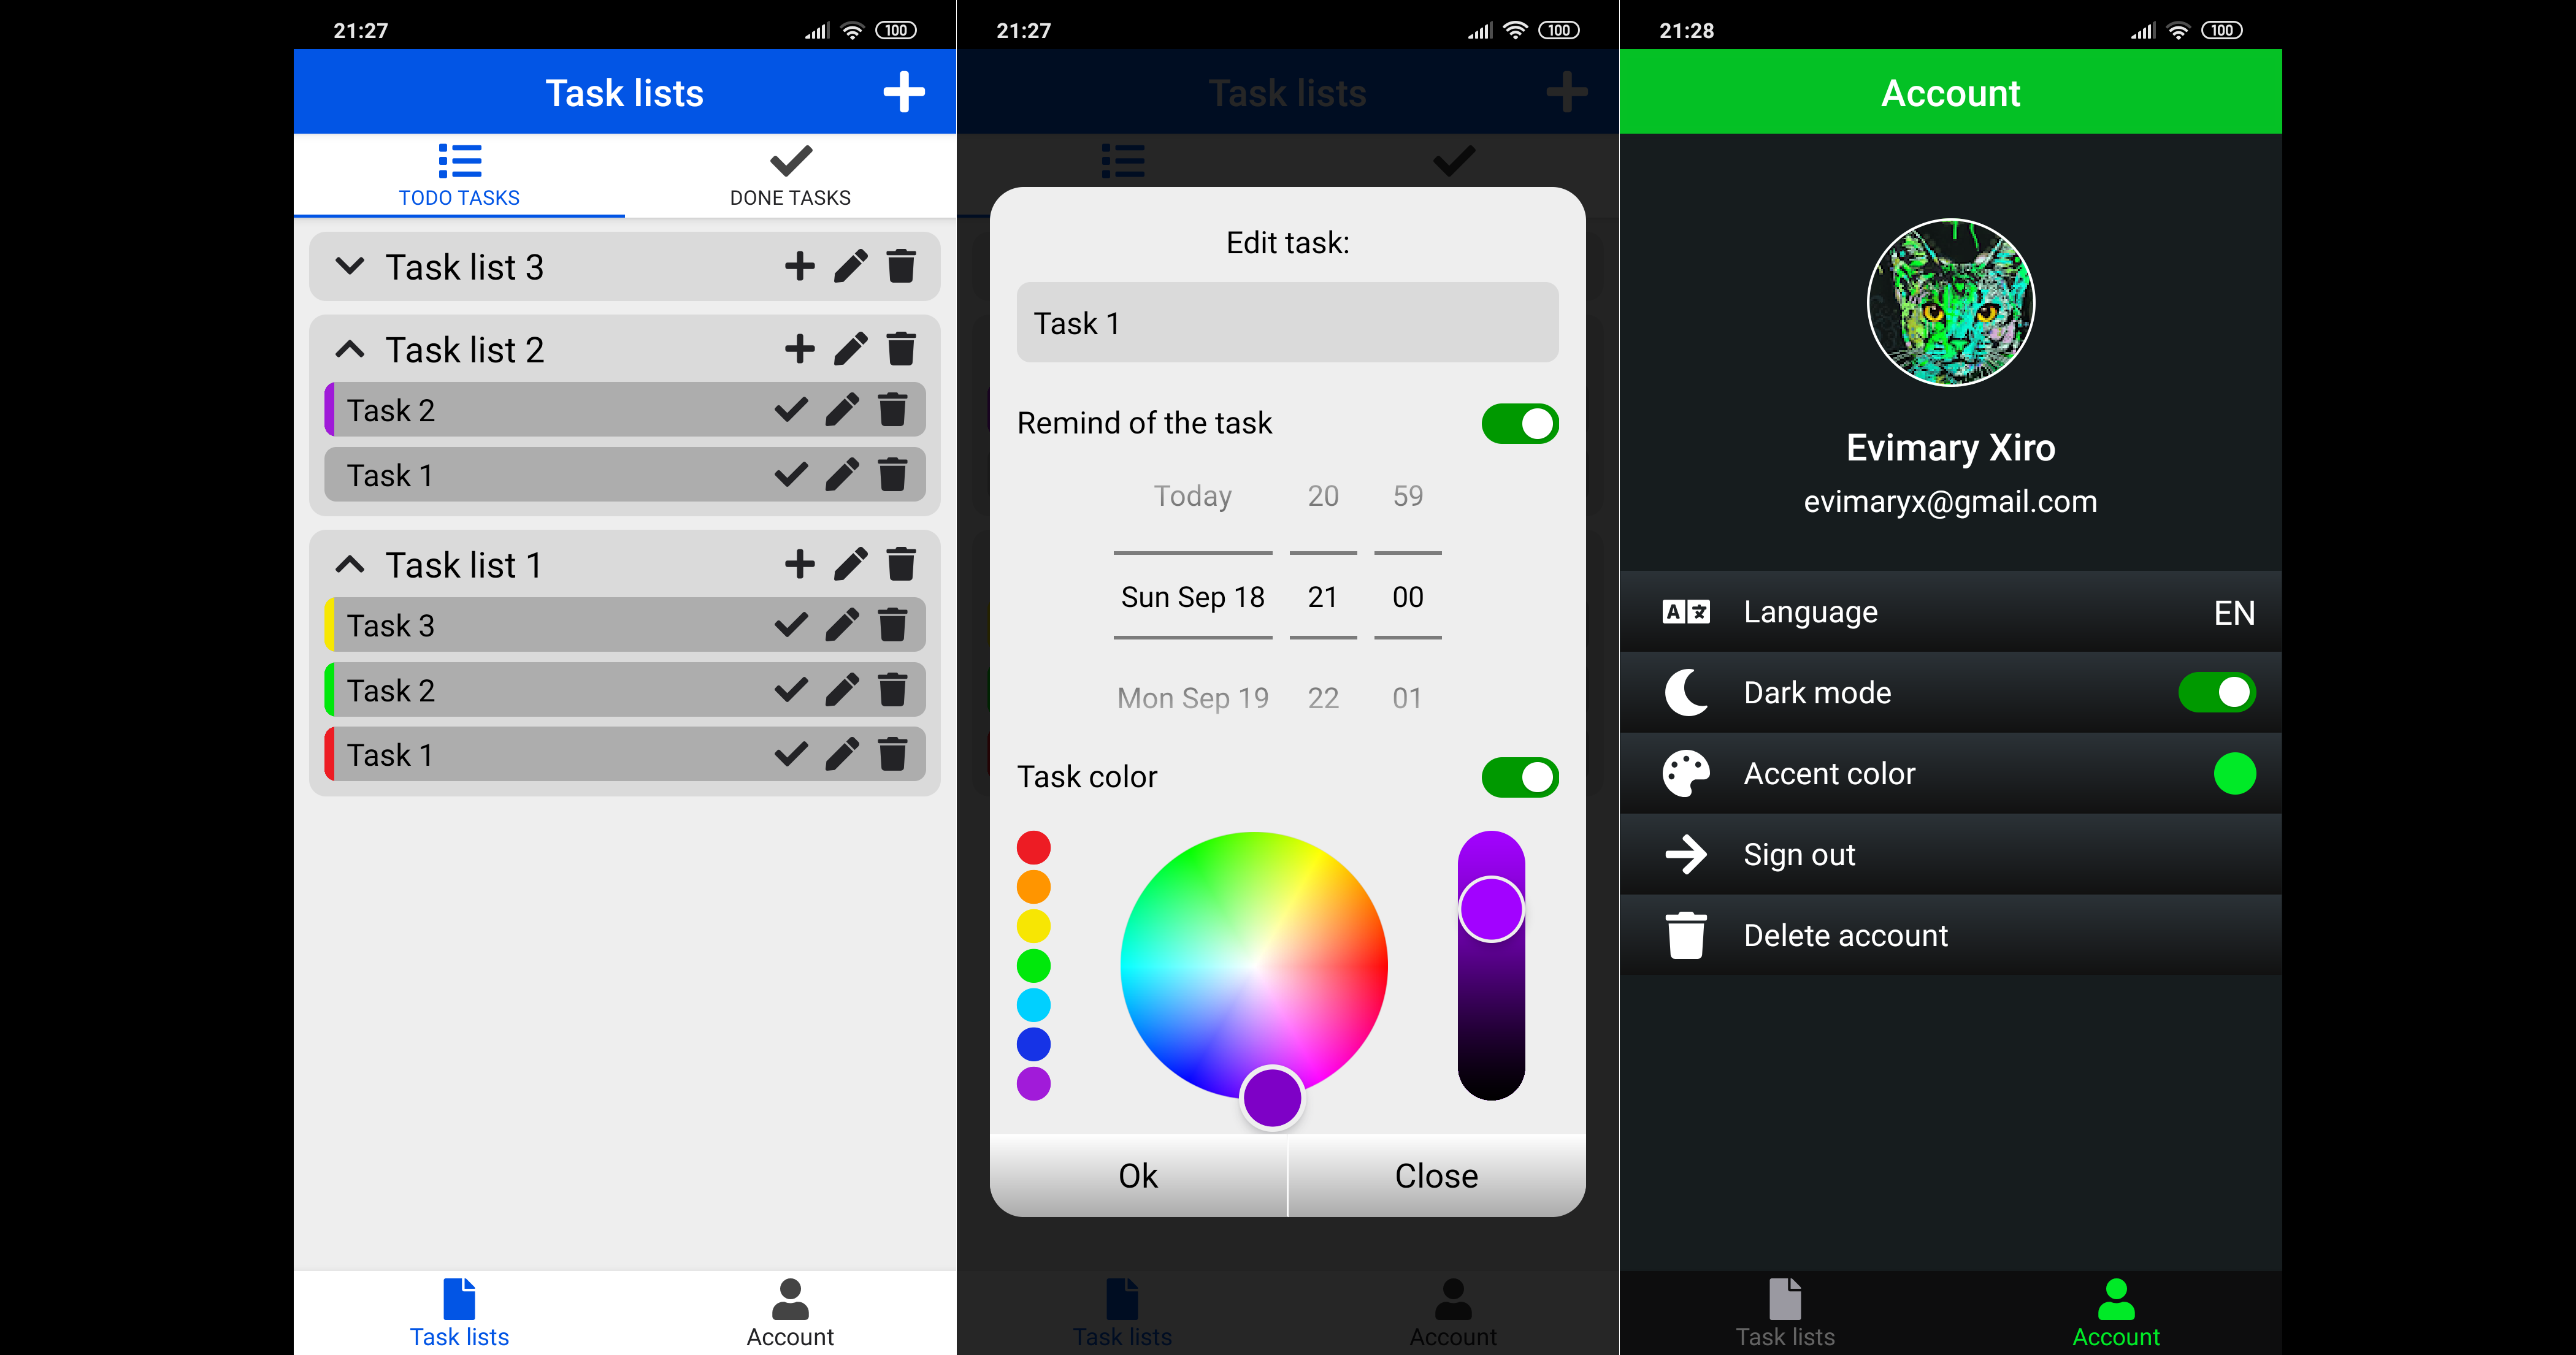 21:27
100
Task lists
TODO TASKS
DONE TASKS
Task list 3
Task list 2
Task 2
Task 1
Task list 1
Task 3
Task 2
Task 1
Task lists
Account
21:27
100
Task lists
Edit task:
Task 1
Remind of the task
Today 20 59
Sun Sep 18 21 00
Mon Sep 19 22 01
Task color
Ok
Close
Task lists
Account
21:28
100
Account
Evimary Xiro
evimaryx@gmail.com
A 文
Language
EN
Dark mode
Accent color
Sign out
Delete account
Task lists
Account